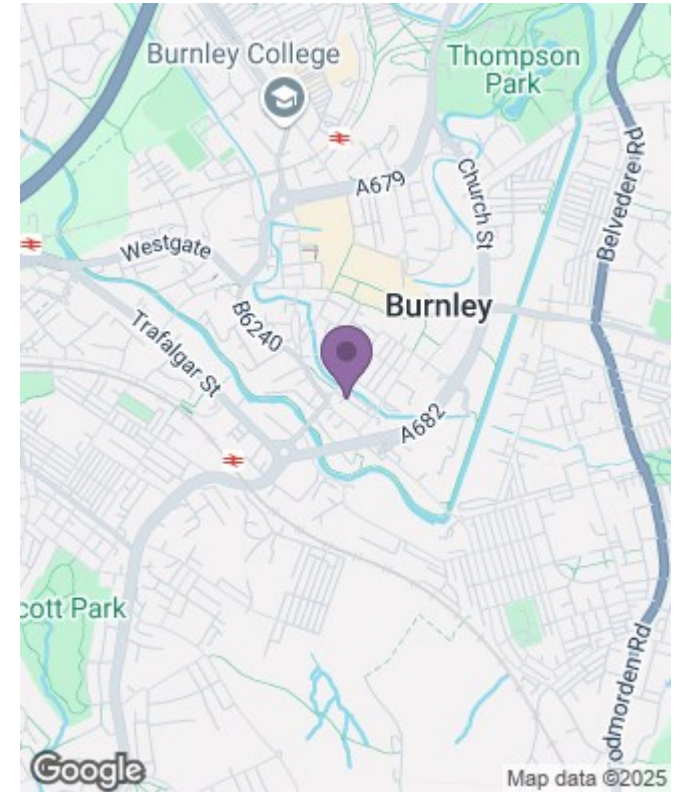 Burnley College
Thompson
Park
A679
Church St
Belvedere Rd
Westgate
Burnley
B6240
Trafalgar St
A682
cott Park
odmorden Rd
Google
Map data ©2025